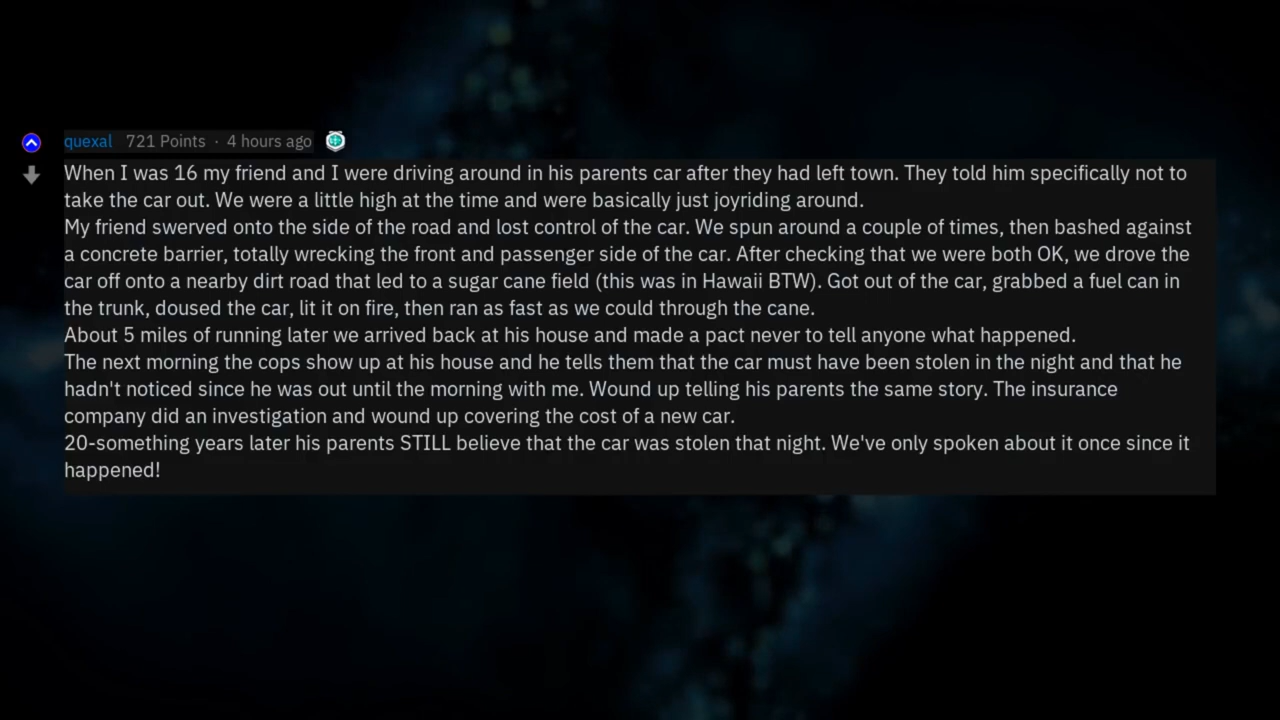 quexal 721 Points · 4 hours ago
When I was 16 my friend and I were driving around in his parents car after they had left town. They told him specifically not to
take the car out. We were a little high at the time and were basically just joyriding around.
My friend swerved onto the side of the road and lost control of the car. We spun around a couple of times, then bashed against
a concrete barrier, totally wrecking the front and passenger side of the car. After checking that we were both OK, we drove the
car off onto a nearby dirt road that led to a sugar cane field (this was in Hawaii BTW). Got out of the car, grabbed a fuel can in
the trunk, doused the car, lit it on fire, then ran as fast as we could through the cane.
About 5 miles of running later we arrived back at his house and made a pact never to tell anyone what happened.
The next morning the cops show up at his house and he tells them that the car must have been stolen in the night and that he
hadn't noticed since he was out until the morning with me. Wound up telling his parents the same story. The insurance
company did an investigation and wound up covering the cost of a new car.
20-something years later his parents STILL believe that the car was stolen that night. We've only spoken about it once since it
happened!